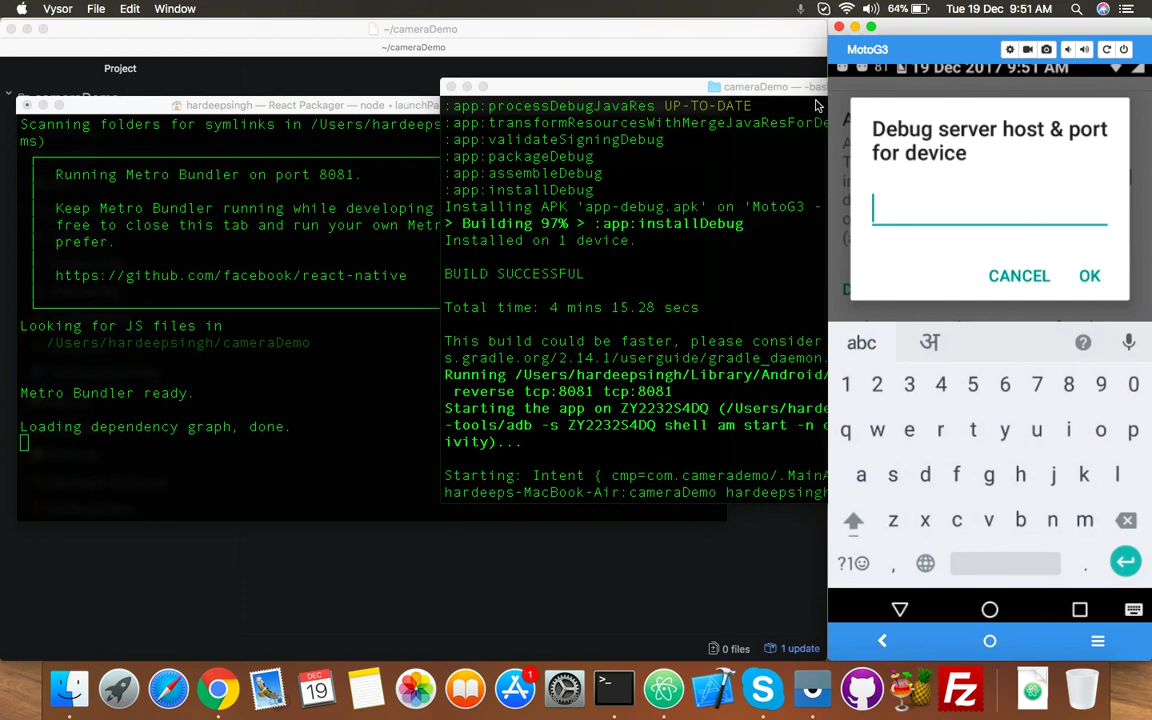 Vysor File Edit Window
64% Tue 19 Dec 9:51 AM
~/cameraDemo
~/cameraDemo
Project
hardeepsingh — React Packager — node • launchPa
Scanning folders for symlinks in /Users/hardeeps
ms)
Running Metro Bundler on port 8081.
Keep Metro Bundler running while developing
free to close this tab and run your own Metr
prefer.
https://github.com/facebook/react-native
Looking for JS files in
/Users/hardeepsingh/cameraDemo
Metro Bundler ready.
Loading dependency graph, done.
cameraDemo — -bas
:app:processDebugJavaRes UP-TO-DATE
:app:transformResourcesWithMergeJavaResForDe
:app:validateSigningDebug
:app:packageDebug
:app:assembleDebug
:app:installDebug
Installing APK 'app-debug.apk' on 'MotoG3 -
> Building 97% > :app:installDebug
Installed on 1 device.
BUILD SUCCESSFUL
Total time: 4 mins 15.28 secs
This build could be faster, please consider
s.gradle.org/2.14.1/userguide/gradle_daemon.
Running /Users/hardeepsingh/Library/Android/
reverse tcp:8081 tcp:8081
Starting the app on ZY2232S4DQ (/Users/harde
-tools/adb -s ZY2232S4DQ shell am start -n c
ivity)...
Starting: Intent { cmp=com.camerademo/.MainA
hardeeps-MacBook-Air:cameraDemo hardeepsingh
0 files 1 update
MotoG3
81 19 Dec 2017 9:51 AM
Debug server host & port
for device
CANCEL OK
abc अ
1 2 3 4 5 6 7 8 9 0
q w e r t y u i o p
a s d f g h j k l
z x c v b n m
?1☺ , .
DEC
19
1
>_
Fz